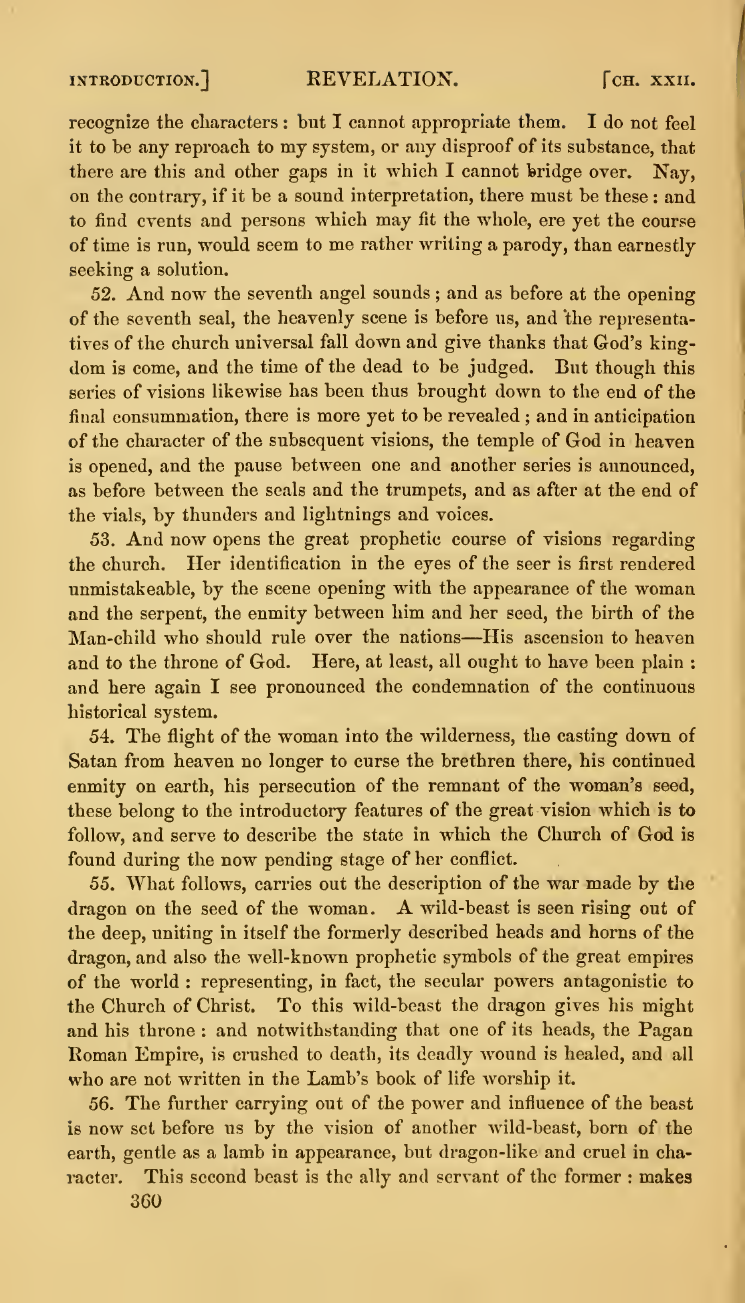 INTRODUCTION.] REVELATION. [CH. XXII.
recognize the characters : but I cannot appropriate them. I do not feel
it to be any reproach to my system, or any disproof of its substance, that
there are this and other gaps in it which I cannot bridge over. Nay,
on the contrary, if it be a sound interpretation, there must be these : and
to find events and persons which may fit the whole, ere yet the course
of time is run, would seem to me rather writing a parody, than earnestly
seeking a solution.
52. And now the seventh angel sounds ; and as before at the opening
of the seventh seal, the heavenly scene is before us, and the representa-
tives of the church universal fall down and give thanks that God's king-
dom is come, and the time of the dead to be judged. But though this
series of visions likewise has been thus brought down to the end of the
final consummation, there is more yet to be revealed ; and in anticipation
of the character of the subsequent visions, the temple of God in heaven
is opened, and the pause between one and another series is announced,
as before between the seals and the trumpets, and as after at the end of
the vials, by thunders and lightnings and voices.
53. And now opens the great prophetic course of visions regarding
the church. Her identification in the eyes of the seer is first rendered
unmistakeable, by the scene opening with the appearance of the woman
and the serpent, the enmity between him and her seed, the birth of the
Man-child who should rule over the nations—His ascension to heaven
and to the throne of God. Here, at least, all ought to have been plain :
and here again I see pronounced the condemnation of the continuous
historical system.
54. The flight of the woman into the wilderness, the casting down of
Satan from heaven no longer to curse the brethren there, his continued
enmity on earth, his persecution of the remnant of the woman's seed,
these belong to the introductory features of the great vision which is to
follow, and serve to describe the state in which the Church of God is
found during the now pending stage of her conflict.
55. What follows, carries out the description of the war made by the
dragon on the seed of the woman. A wild-beast is seen rising out of
the deep, uniting in itself the formerly described heads and horns of the
dragon, and also the well-known prophetic symbols of the great empires
of the world : representing, in fact, the secular powers antagonistic to
the Church of Christ. To this wild-beast the dragon gives his might
and his throne : and notwithstanding that one of its heads, the Pagan
Roman Empire, is crushed to death, its deadly wound is healed, and all
who are not written in the Lamb's book of life worship it.
56. The further carrying out of the power and influence of the beast
is now set before us by the vision of another wild-beast, born of the
earth, gentle as a lamb in appearance, but dragon-like and cruel in cha-
racter. This second beast is the ally and servant of the former : makes
360